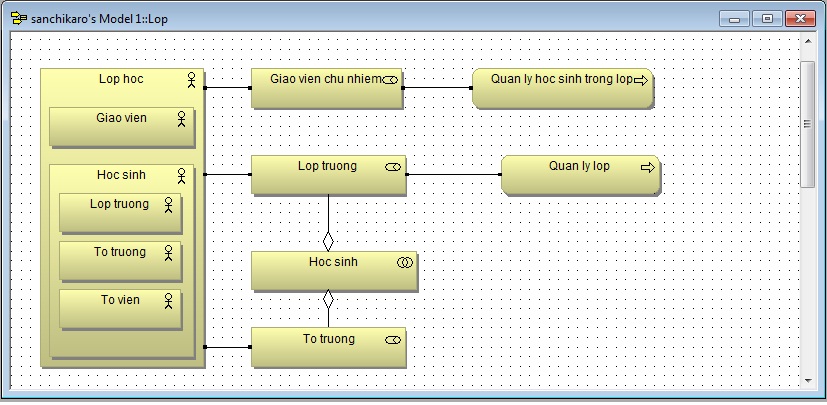 sanchikaro's Model 1::Lop
Lop hoc
Giao vien
Hoc sinh
Lop truong
To truong
To vien
Giao vien chu nhiem
Quan ly hoc sinh trong lop
Lop truong
Quan ly lop
Hoc sinh
To truong